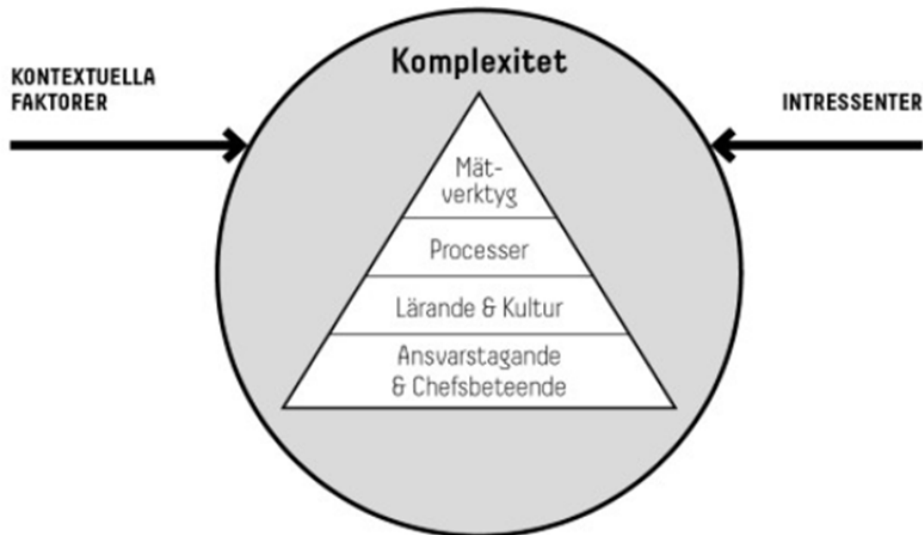 Komplexitet
KONTEXTUELLA
FAKTORER
INTRESSENTER
Mät-
verktyg
Processer
Lärande & Kultur
Ansvarstagande
& Chefsbeteende